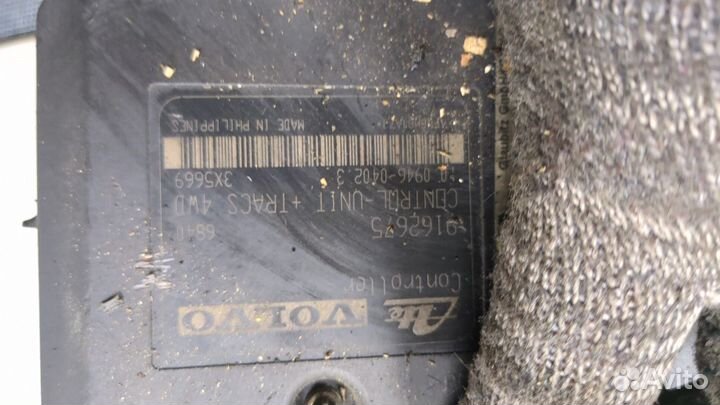 Ate VOLVO
Controller
9162675
CONTROL-UNIT +TRACS 4WD
0946-0402.3 3X5669
MADE IN PHILIPPINES
Avito